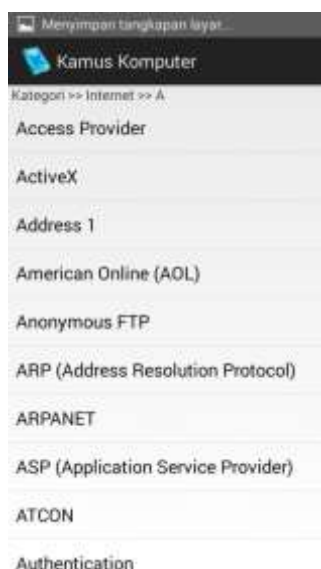 Menyimpan tangkapan layar...
Kamus Komputer
Kategori >> Internet >> A
Access Provider
ActiveX
Address 1
American Online (AOL)
Anonymous FTP
ARP (Address Resolution Protocol)
ARPANET
ASP (Application Service Provider)
ATCON
Authentication